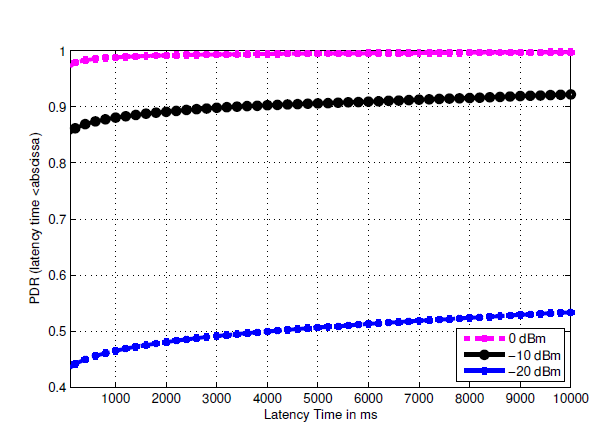 1
0.9
0.8
0.7
0.6
0.5
0.4
PDR (latency time <abscissa)
0 dBm
−10 dBm
−20 dBm
1000 2000 3000 4000 5000 6000 7000 8000 9000 10000
Latency Time in ms